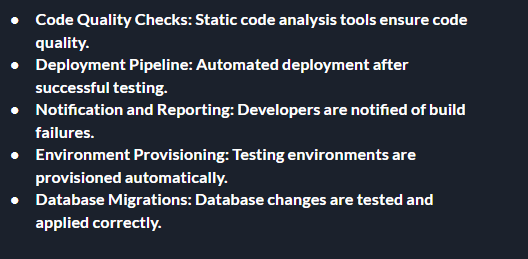 ● Code Quality Checks: Static code analysis tools ensure code
quality.
● Deployment Pipeline: Automated deployment after
successful testing.
● Notification and Reporting: Developers are notified of build
failures.
● Environment Provisioning: Testing environments are
provisioned automatically.
● Database Migrations: Database changes are tested and
applied correctly.